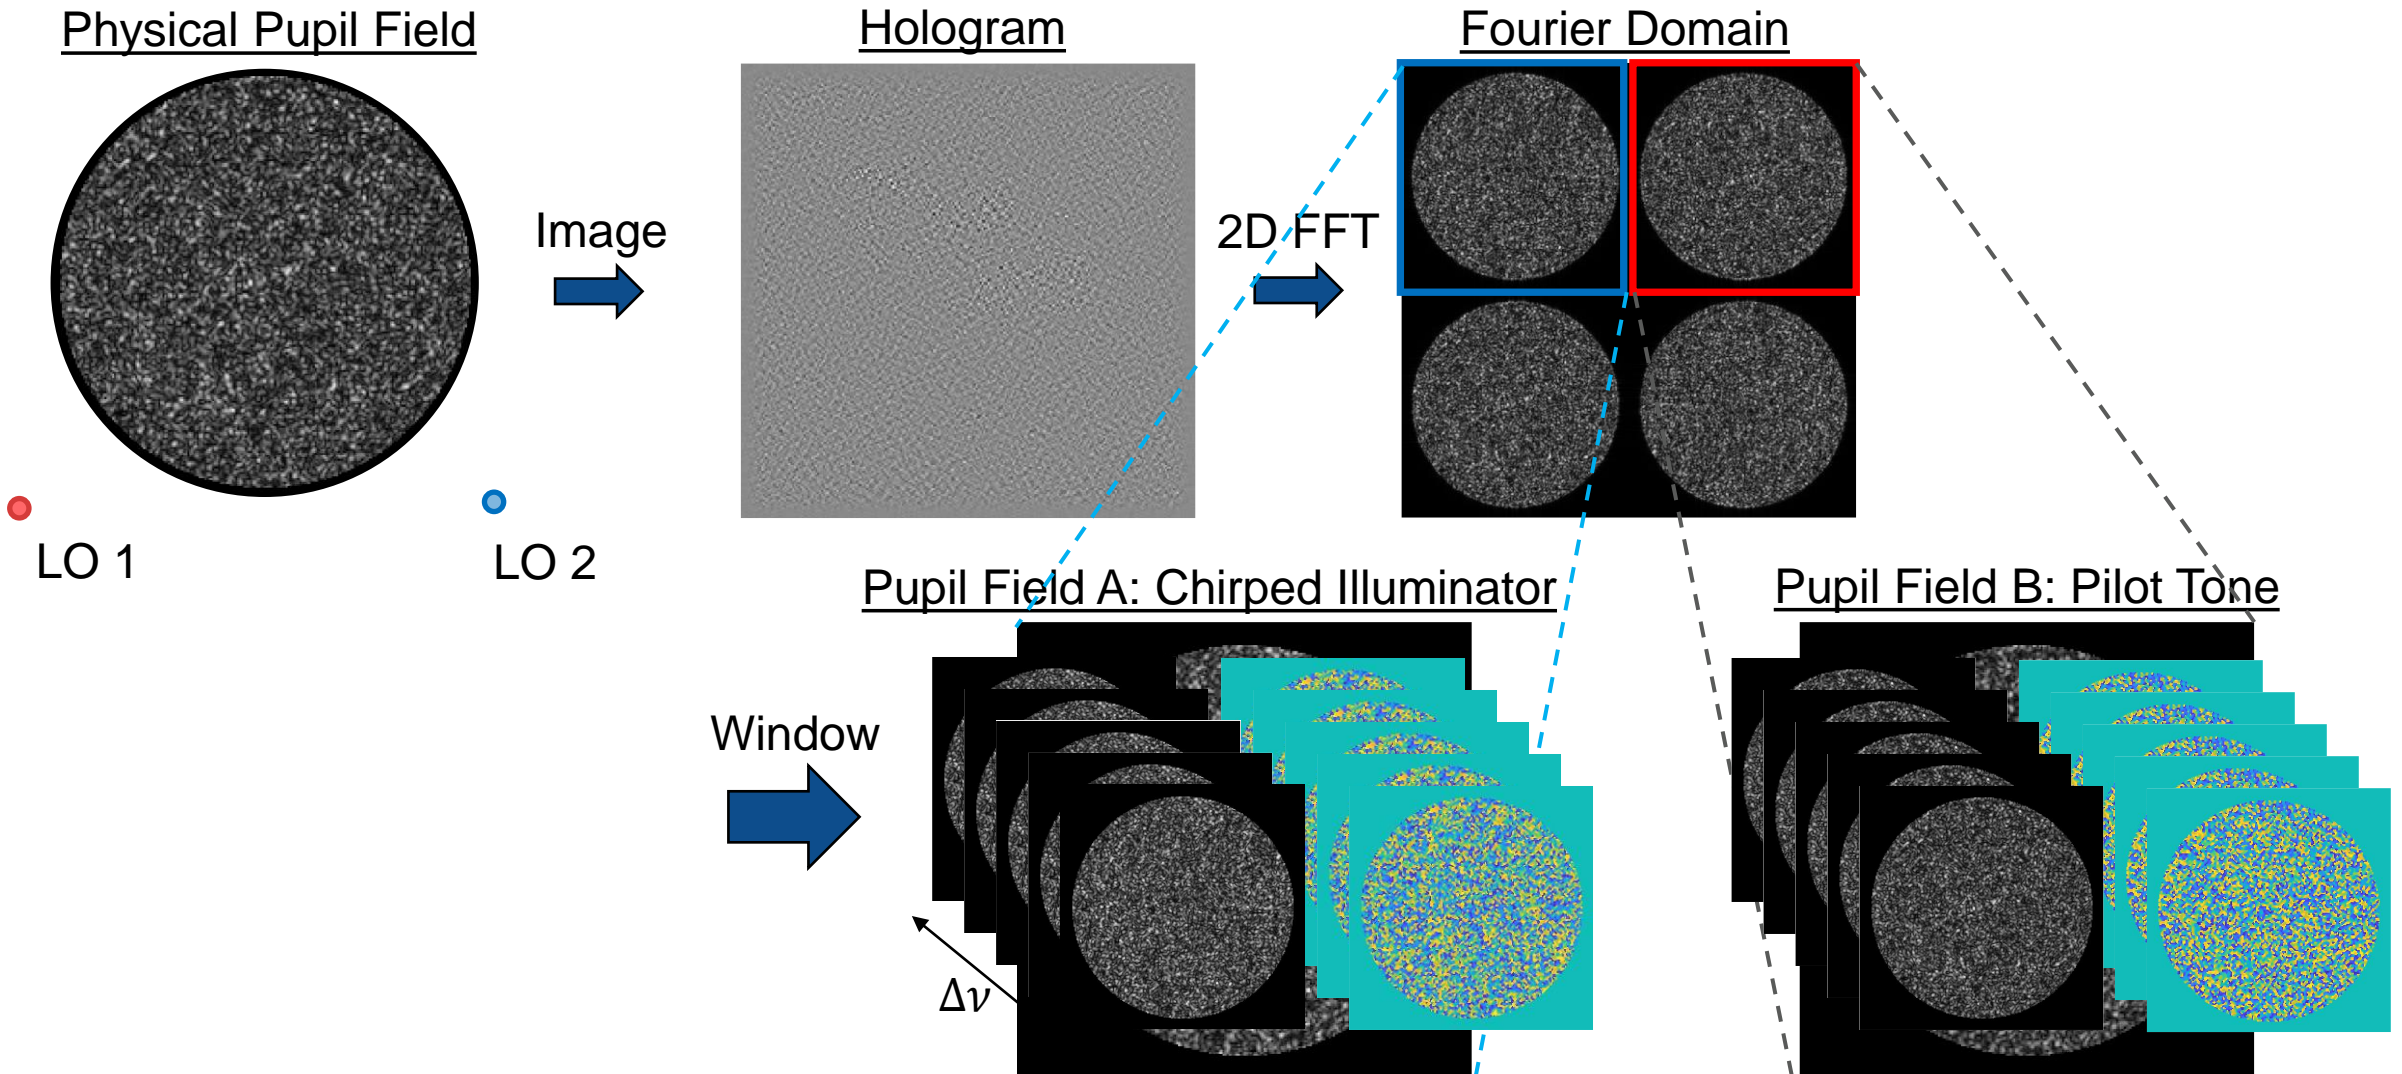 Physical Pupil Field
Hologram
Fourier Domain
Image
2D FFT
LO 1
LO 2
Pupil Field A: Chirped Illuminator
Pupil Field B: Pilot Tone
Window
Δν